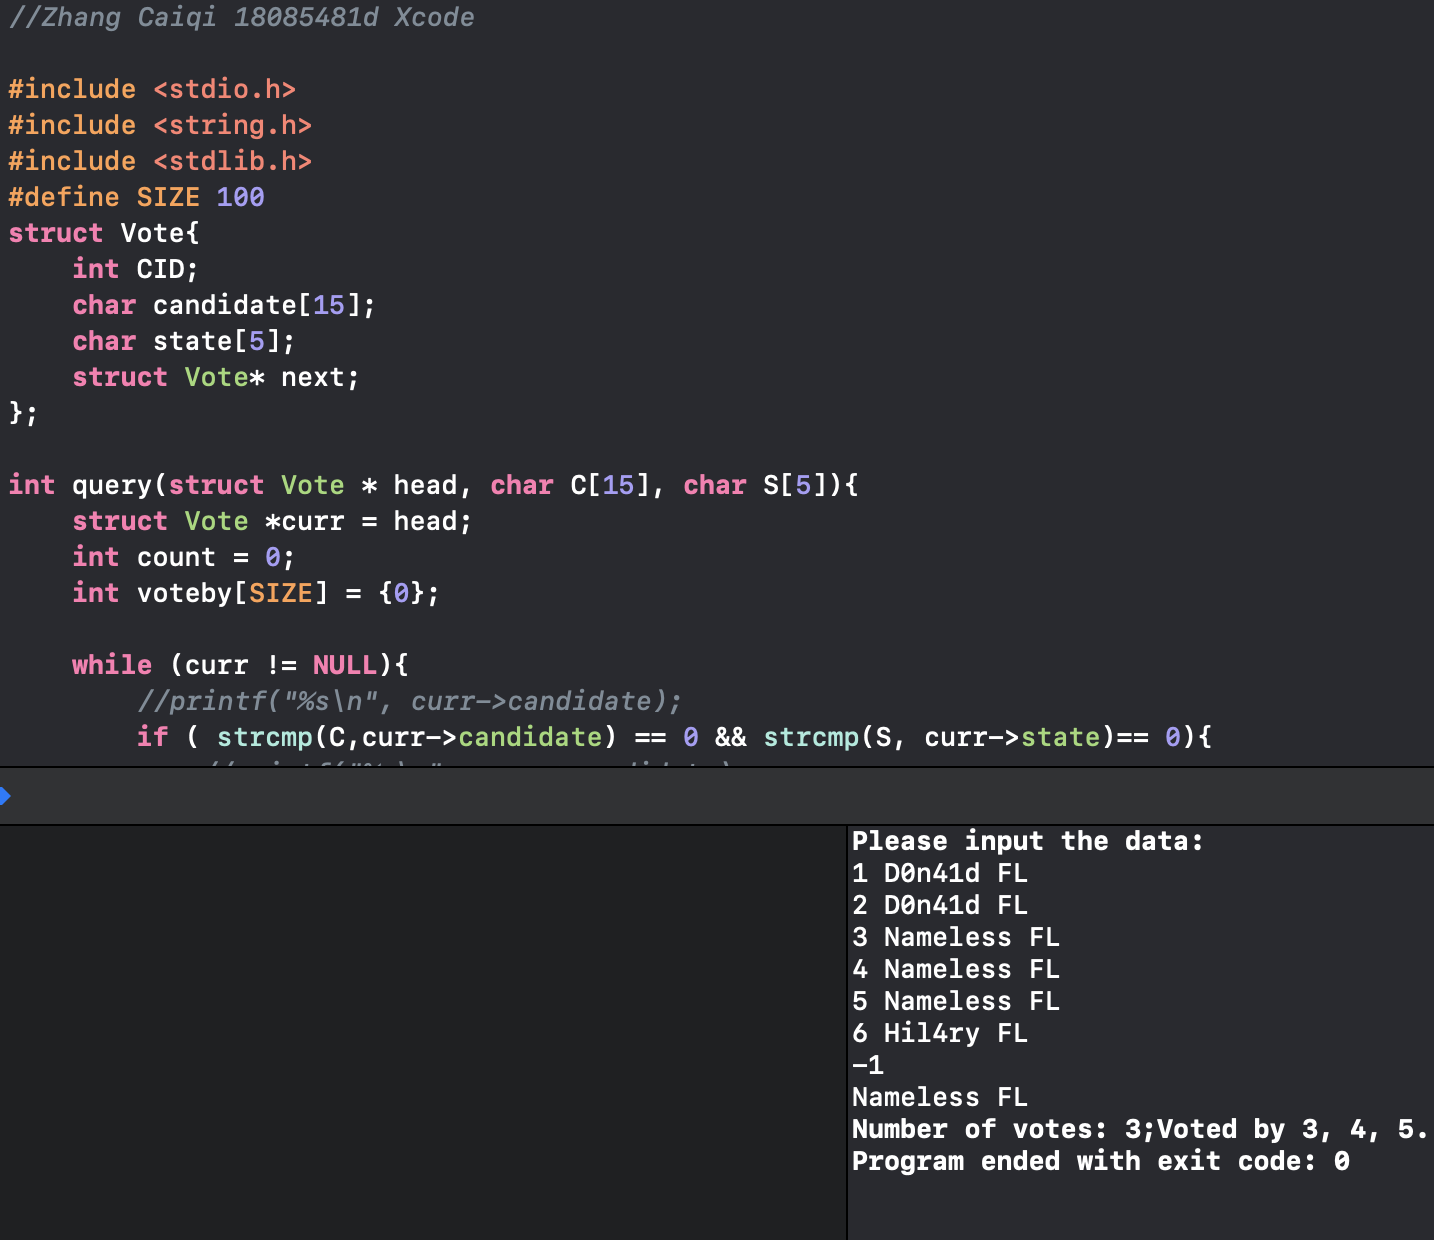 //Zhang Caiqi 18085481d Xcode
#include <stdio.h>
#include <string.h>
#include <stdlib.h>
#define SIZE 100
struct Vote{
    int CID;
    char candidate[15];
    char state[5];
    struct Vote* next;
};
int query(struct Vote * head, char C[15], char S[5]){
    struct Vote *curr = head;
    int count = 0;
    int voteby[SIZE] = {0};
    while (curr != NULL){
        //printf("%s\n", curr->candidate);
        if ( strcmp(C,curr->candidate) == 0 && strcmp(S, curr->state)== 0){
Please input the data:
1 D0n41d FL
2 D0n41d FL
3 Nameless FL
4 Nameless FL
5 Nameless FL
6 Hil4ry FL
-1
Nameless FL
Number of votes: 3;Voted by 3, 4, 5.
Program ended with exit code: 0